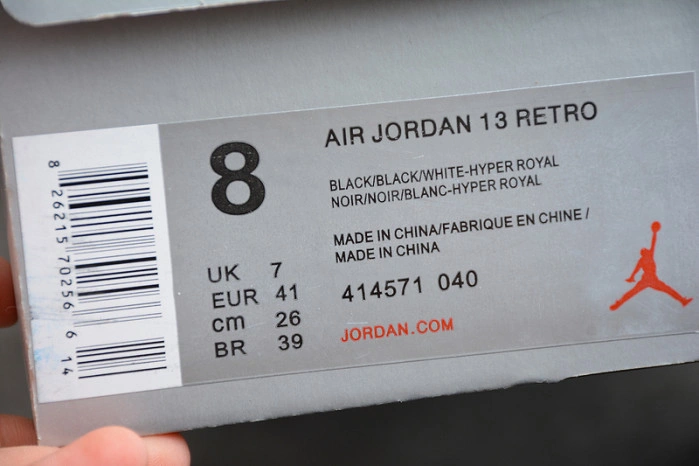 AIR JORDAN 13 RETRO
8
BLACK/BLACK/WHITE-HYPER ROYAL
NOIR/NOIR/BLANC-HYPER ROYAL
MADE IN CHINA/FABRIQUE EN CHINE /
MADE IN CHINA
UK 7
EUR 41
cm 26
BR 39
414571 040
JORDAN.COM
8 26215 70256 6 14